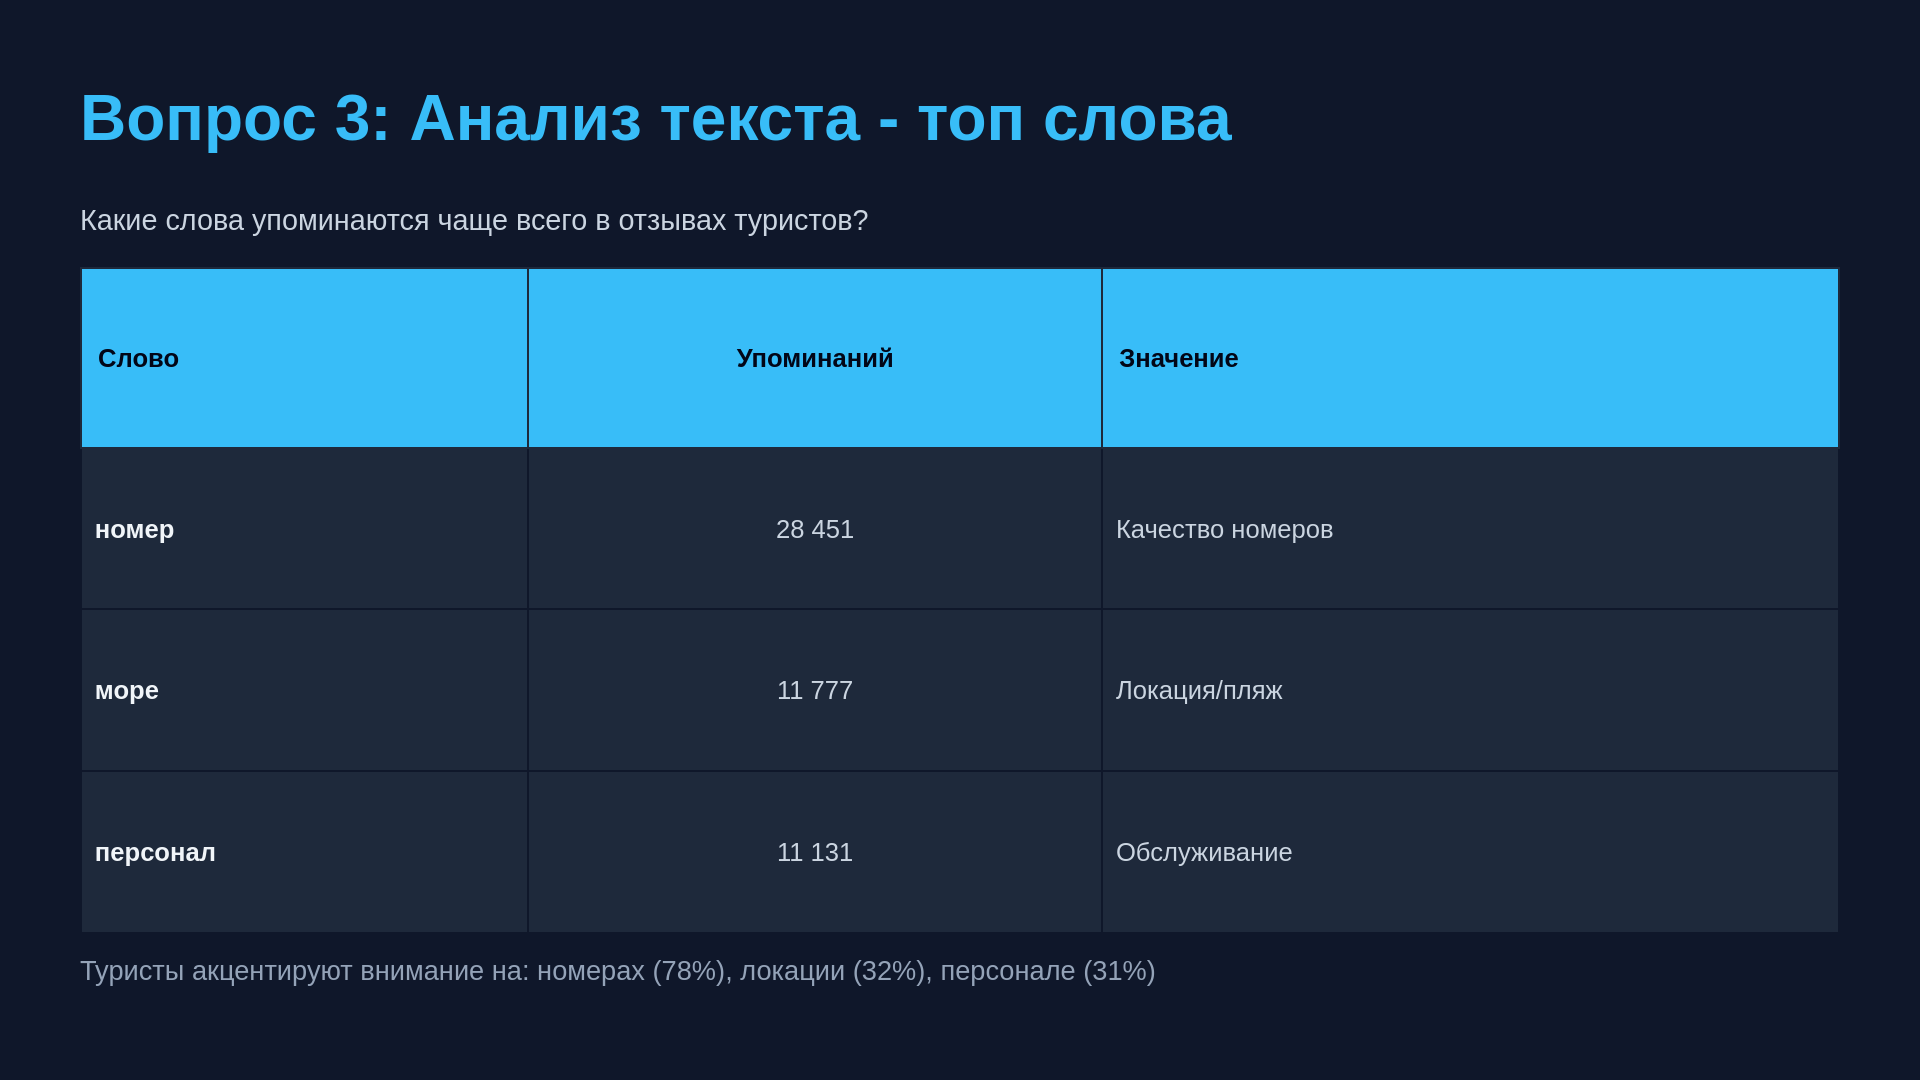 Вопрос 3: Анализ текста - топ слова
Какие слова упоминаются чаще всего в отзывах туристов?
Слово Упоминаний Значение
номер 28 451 Качество номеров
море 11 777 Локация/пляж
персонал 11 131 Обслуживание
Туристы акцентируют внимание на: номерах (78%), локации (32%), персонале (31%)